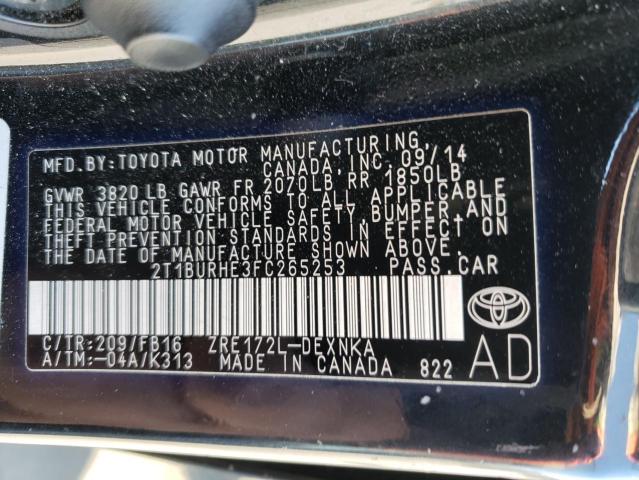 MFD.BY:TOYOTA MOTOR MANUFACTURING,
CANADA, INC. 09/14
GVWR 3820 LB GAWR FR 2070LB RR 1850LB
THIS VEHICLE CONFORMS TO ALL APPLICABLE
FEDERAL MOTOR VEHICLE SAFETY, BUMPER, AND
THEFT PREVENTION STANDARDS IN EFFECT ON
THE DATE OF MANUFACTURE SHOWN ABOVE.
2T1BURHE3FC265253 PASS.CAR
C/TR:209/FB16 ZRE172L-DEXNKA
A/TM:-04A/K313 MADE IN CANADA 822
AD